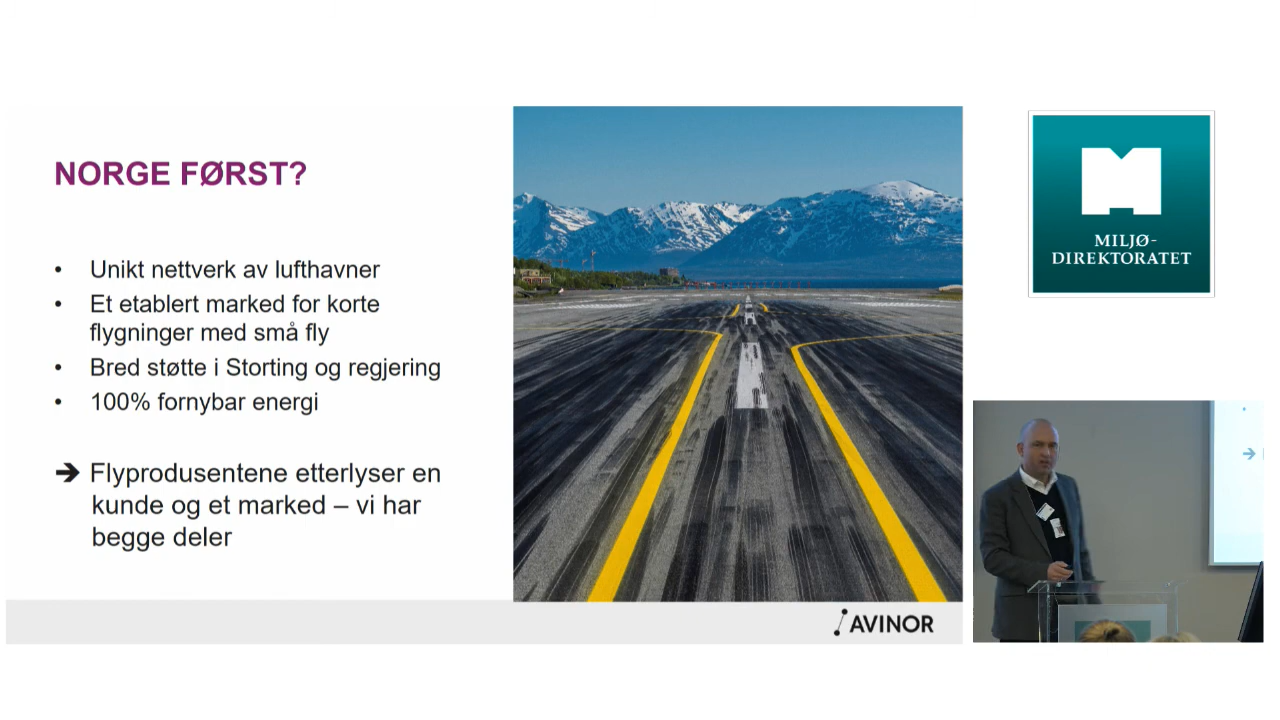 NORGE FØRST?
• Unikt nettverk av lufthavner
• Et etablert marked for korte
flygninger med små fly
• Bred støtte i Storting og regjering
• 100% fornybar energi
➔ Flyprodusentene etterlyser en
kunde og et marked – vi har
begge deler
AVINOR
MILJØ-
DIREKTORATET